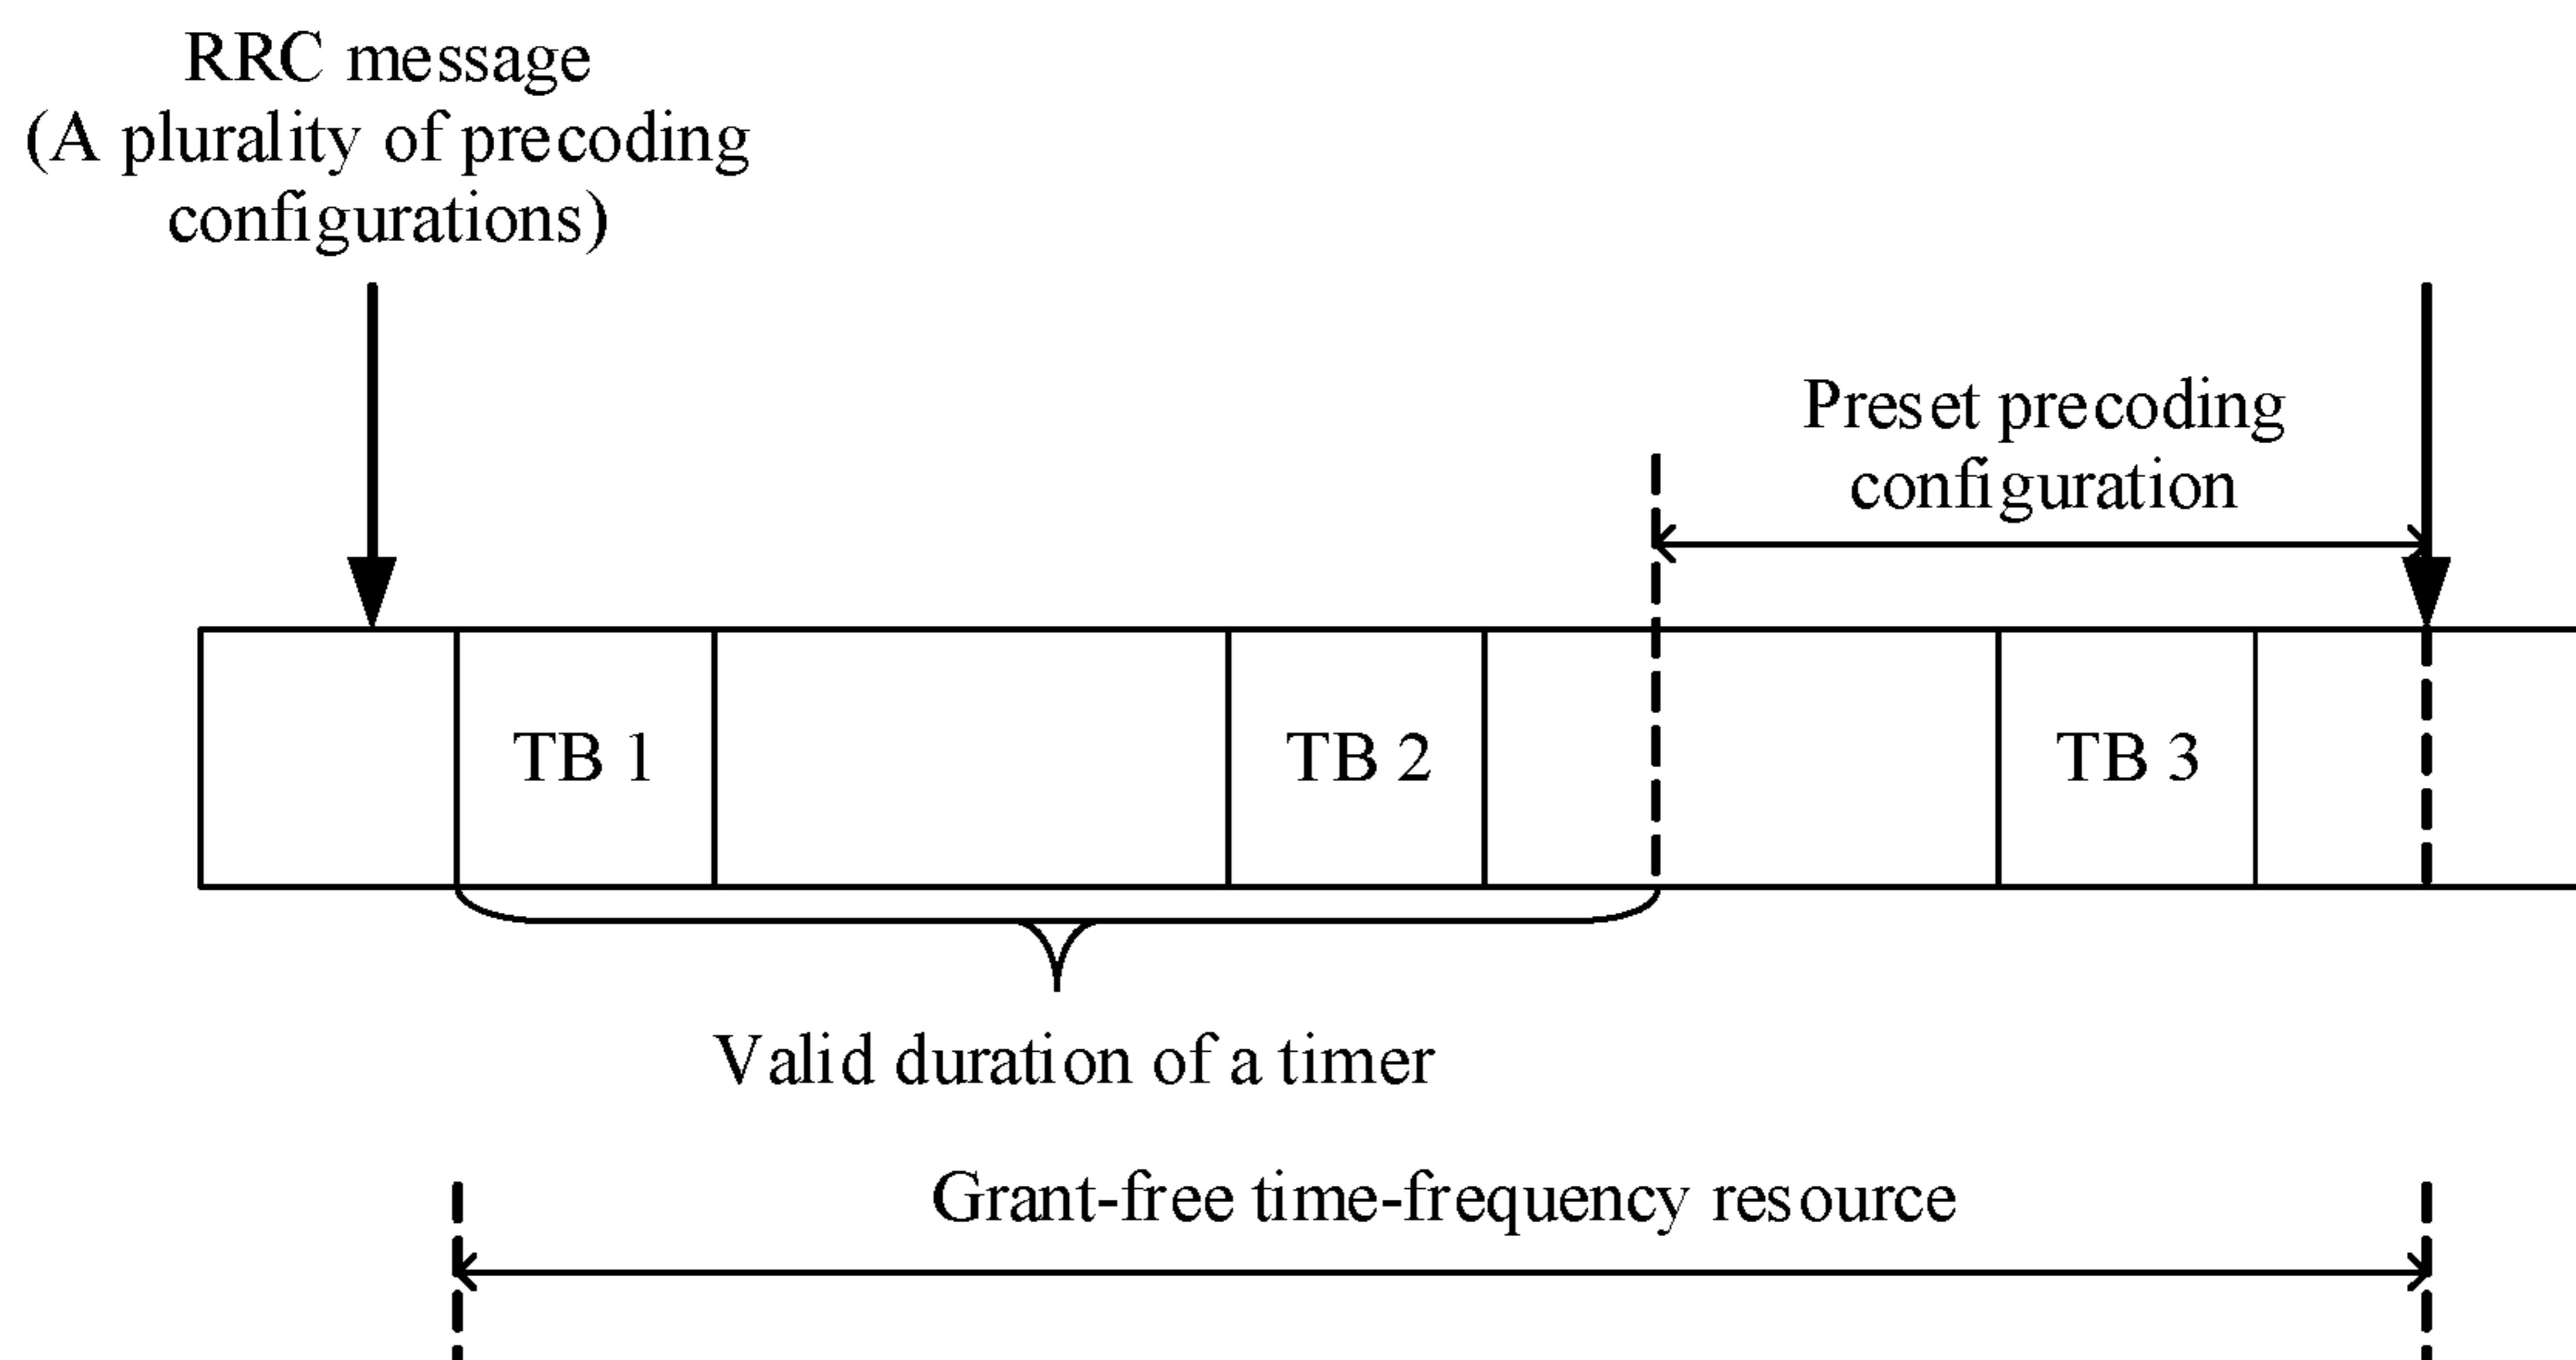 RRC message
(A plurality of precoding
configurations)
Preset precoding
configuration
TB 1
TB 2
TB 3
Valid duration of a timer
Grant-free time-frequency resource